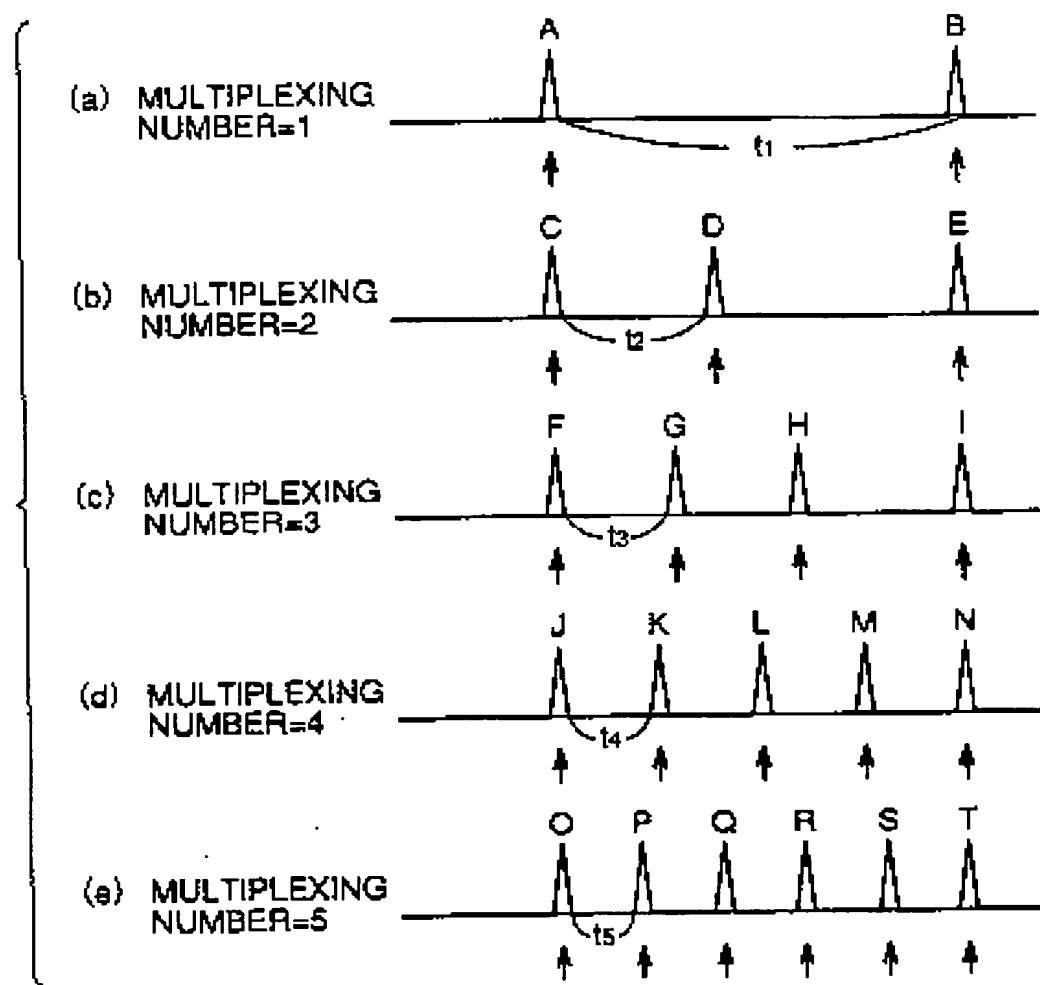 A B
(a) MULTIPLEXING
NUMBER=1
t1
C D E
(b) MULTIPLEXING
NUMBER=2
t2
F G H I
(c) MULTIPLEXING
NUMBER=3
t3
J K L M N
(d) MULTIPLEXING
NUMBER=4
t4
O P Q R S T
(e) MULTIPLEXING
NUMBER=5
t5